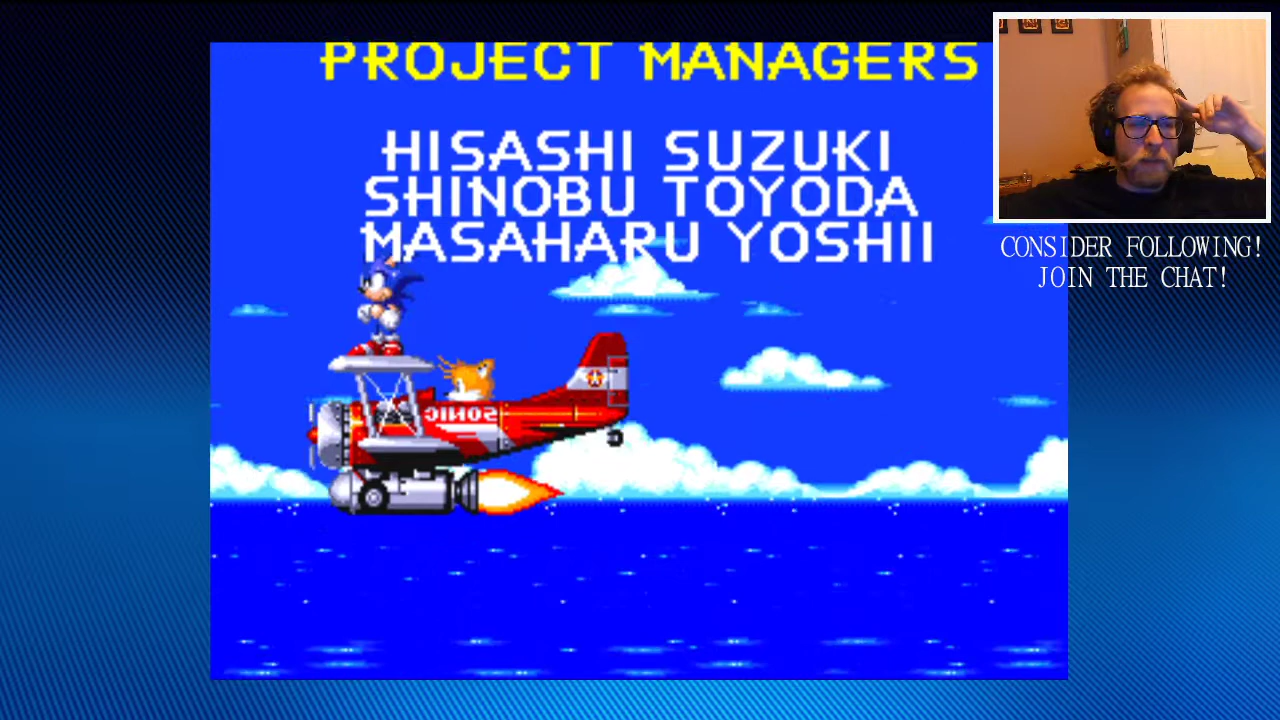 PROJECT MANAGERS
HISASHI SUZUKI
SHINOBU TOYODA
MASAHARU YOSHII
SONIC
CONSIDER FOLLOWING!
JOIN THE CHAT!